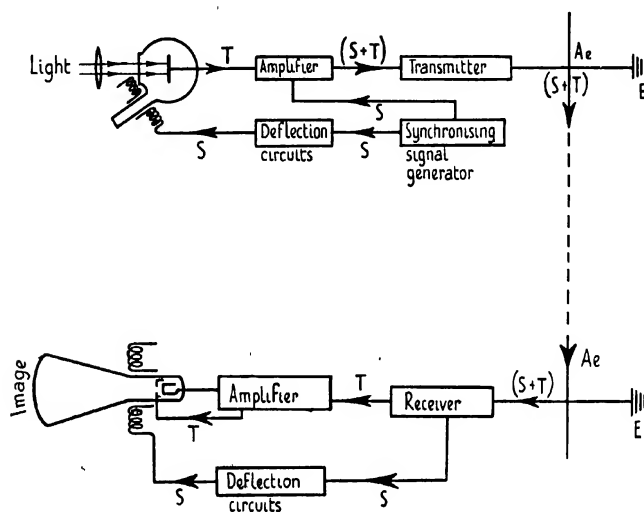 Light
T
Amplifier
(S+T)
Transmitter
Ae
(S+T)
E
S
S
Deflection
circuits
S
Synchronising
signal
generator
Ae
Image
T
Amplifier
T
Receiver
(S+T)
E
S
Deflection
circuits
S